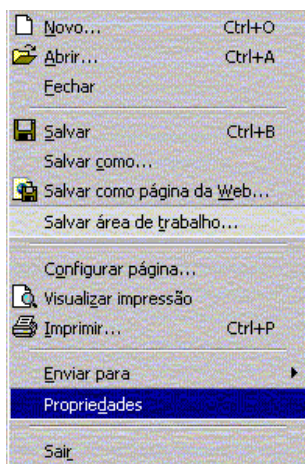 Novo... Ctrl+O
Abrir... Ctrl+A
Fechar
Salvar Ctrl+B
Salvar como...
Salvar como página da Web...
Salvar área de trabalho...
Configurar página...
Visualizar impressão
Imprimir... Ctrl+P
Enviar para
Propriedades
Sair